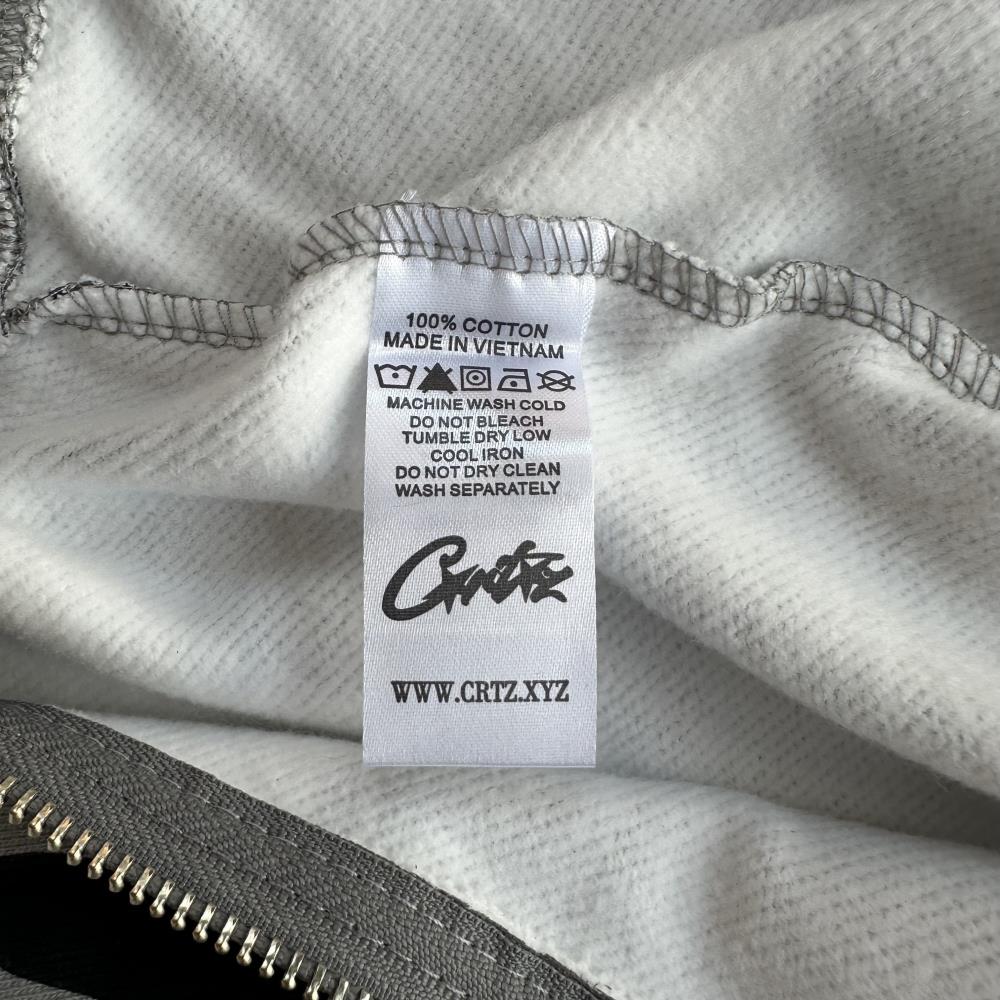 100% COTTON
MADE IN VIETNAM
MACHINE WASH COLD
DO NOT BLEACH
TUMBLE DRY LOW
COOL IRON
DO NOT DRY CLEAN
WASH SEPARATELY
Crtz
WWW.CRTZ.XYZ